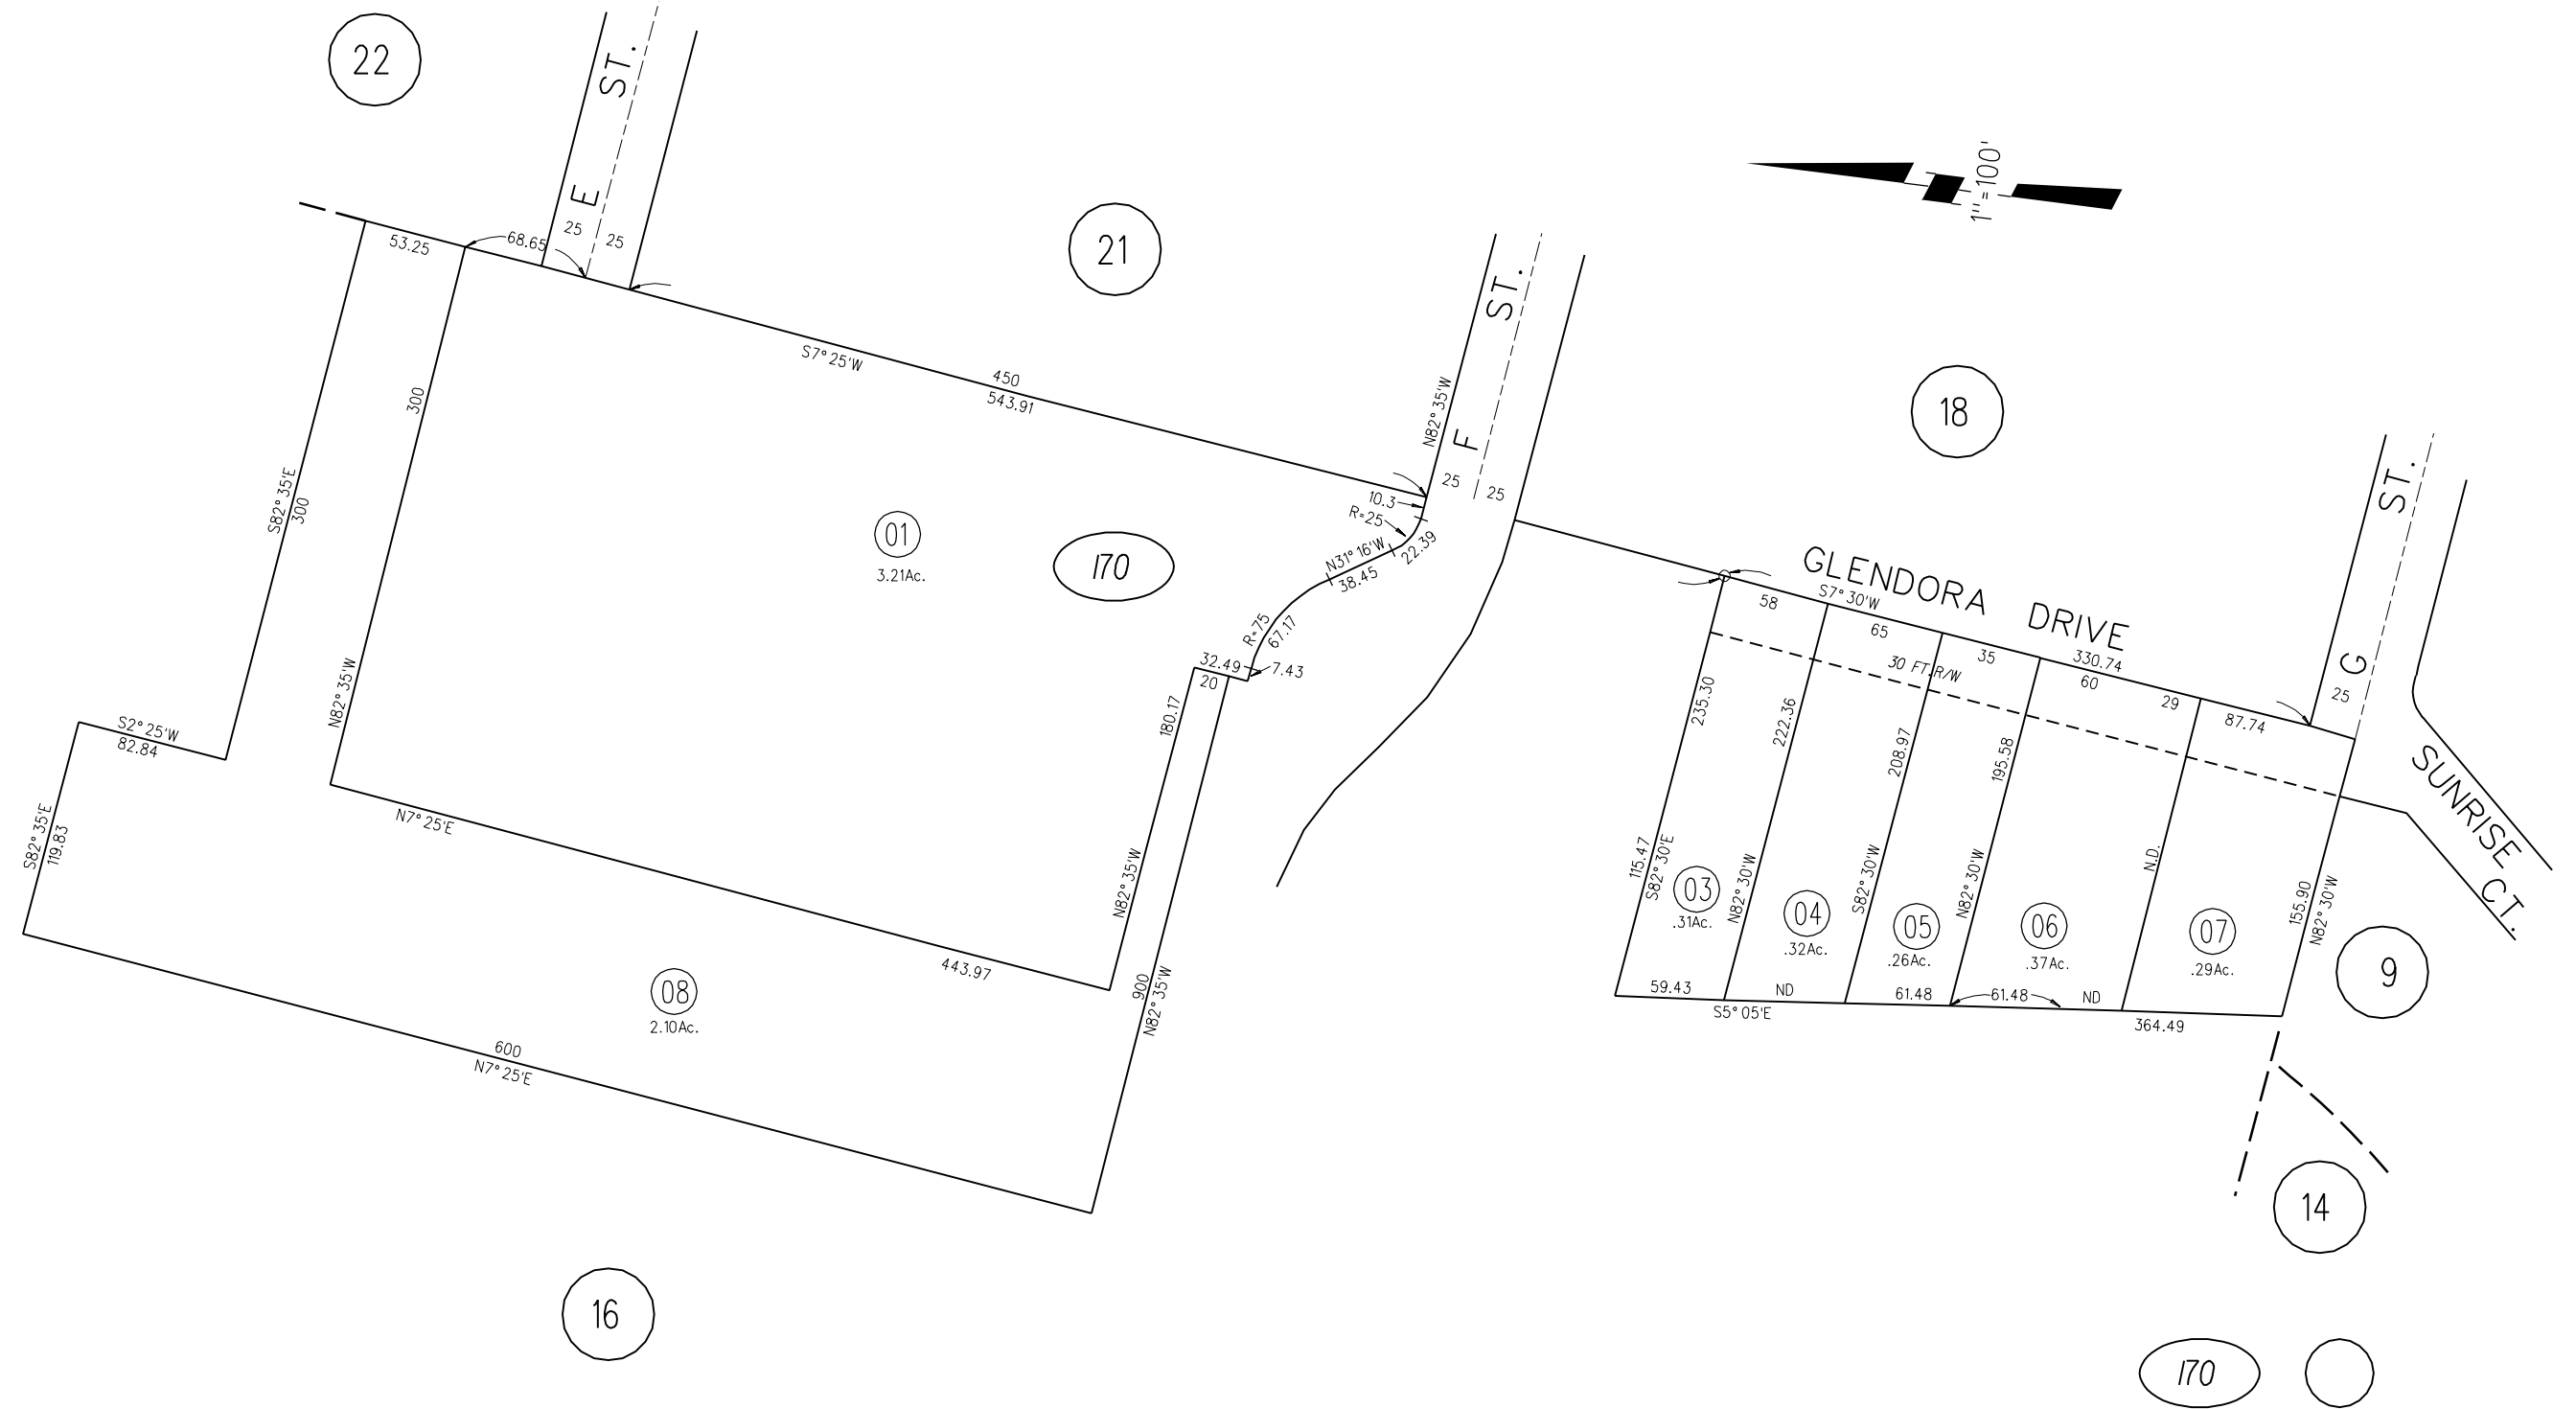 22
ST.
E
25
25
53.25
68.65
21
1"=100'
S7°25'W
450
543.91
300
S82°35'E
300
N82°35'W
S2°25'W
82.84
S82°35'E
119.83
N7°25'E
443.97
01
3.21Ac.
170
ST.
F
N82°35'W
25
25
10.3
R=25
22.39
N31°16'W
38.45
R=75
67.17
32.49
7.43
20
180.17
N82°35'W
900
N82°35'W
08
2.10Ac.
600
N7°25'E
16
18
GLENDORA DRIVE
S7°30'W
58
65
35
330.74
60
29
87.74
30 FT.R/W
235.30
222.36
208.97
195.58
115.47
S82°30'E
N82°30'W
S82°30'W
N82°30'W
N.D.
155.90
N82°30'W
03
.31Ac.
04
.32Ac.
05
.26Ac.
06
.37Ac.
07
.29Ac.
59.43
ND
61.48
61.48
ND
S5°05'E
364.49
ST.
G
25
SUNRISE CT.
9
14
170